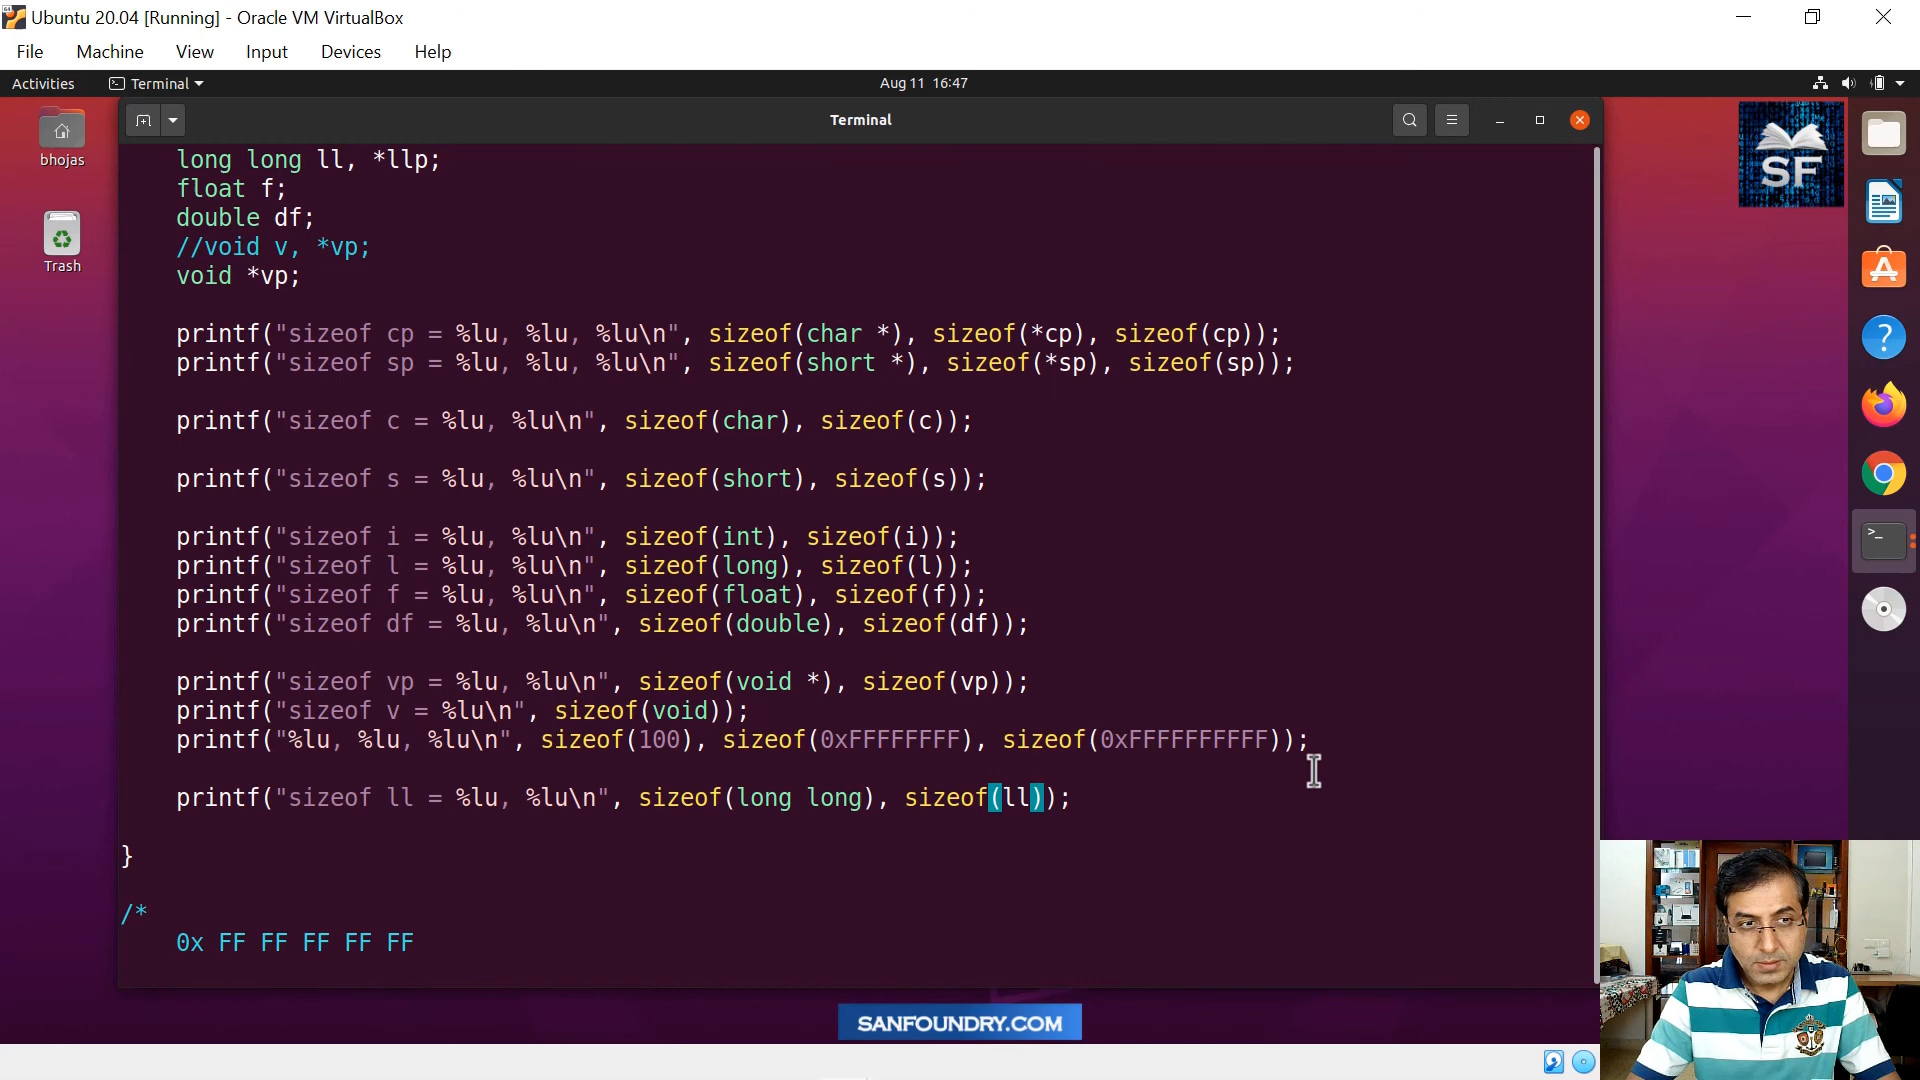 Ubuntu 20.04 [Running] - Oracle VM VirtualBox
File Machine View Input Devices Help
Activities Terminal Aug 11 16:47
Terminal
bhojas
Trash
SF
long long ll, *llp;
float f;
double df;
//void v, *vp;
void *vp;
printf("sizeof cp = %lu, %lu, %lu\n", sizeof(char *), sizeof(*cp), sizeof(cp));
printf("sizeof sp = %lu, %lu, %lu\n", sizeof(short *), sizeof(*sp), sizeof(sp));
printf("sizeof c = %lu, %lu\n", sizeof(char), sizeof(c));
printf("sizeof s = %lu, %lu\n", sizeof(short), sizeof(s));
printf("sizeof i = %lu, %lu\n", sizeof(int), sizeof(i));
printf("sizeof l = %lu, %lu\n", sizeof(long), sizeof(l));
printf("sizeof f = %lu, %lu\n", sizeof(float), sizeof(f));
printf("sizeof df = %lu, %lu\n", sizeof(double), sizeof(df));
printf("sizeof vp = %lu, %lu\n", sizeof(void *), sizeof(vp));
printf("sizeof v = %lu\n", sizeof(void));
printf("%lu, %lu, %lu\n", sizeof(100), sizeof(0xFFFFFFFF), sizeof(0xFFFFFFFFFF));
printf("sizeof ll = %lu, %lu\n", sizeof(long long), sizeof(ll));
}
/*
0x FF FF FF FF FF
SANFOUNDRY.COM